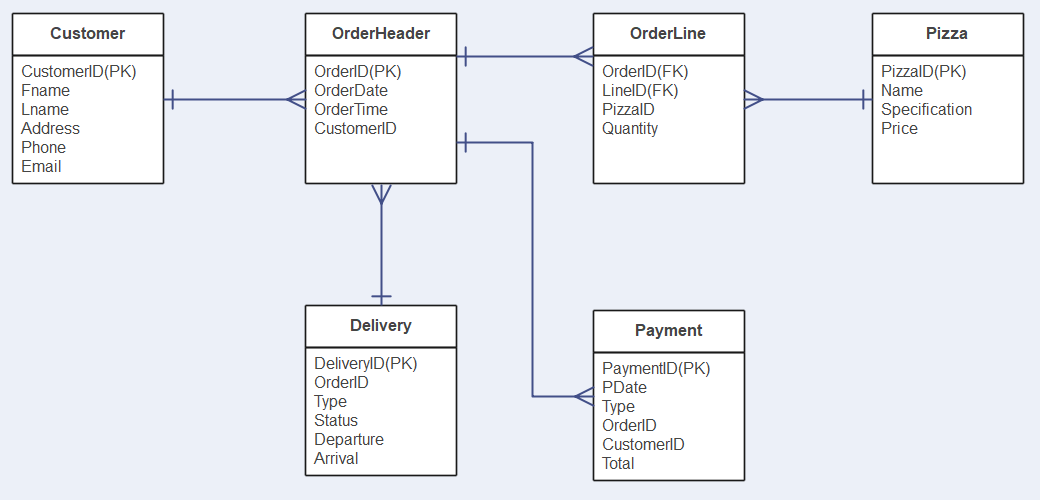 Customer
CustomerID(PK)
Fname
Lname
Address
Phone
Email
OrderHeader
OrderID(PK)
OrderDate
OrderTime
CustomerID
OrderLine
OrderID(FK)
LineID(FK)
PizzaID
Quantity
Pizza
PizzaID(PK)
Name
Specification
Price
Delivery
DeliveryID(PK)
OrderID
Type
Status
Departure
Arrival
Payment
PaymentID(PK)
PDate
Type
OrderID
CustomerID
Total